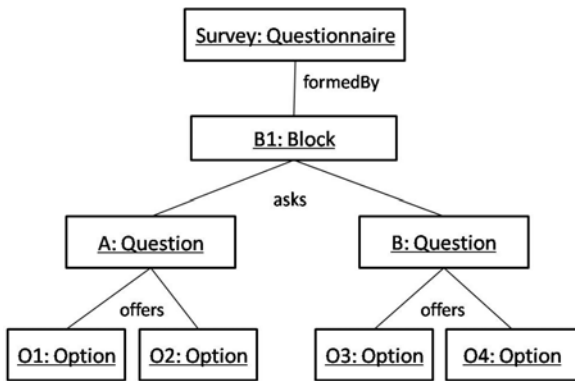 Survey: Questionnaire
formedBy
B1: Block
asks
A: Question
B: Question
offers
offers
O1: Option
O2: Option
O3: Option
O4: Option